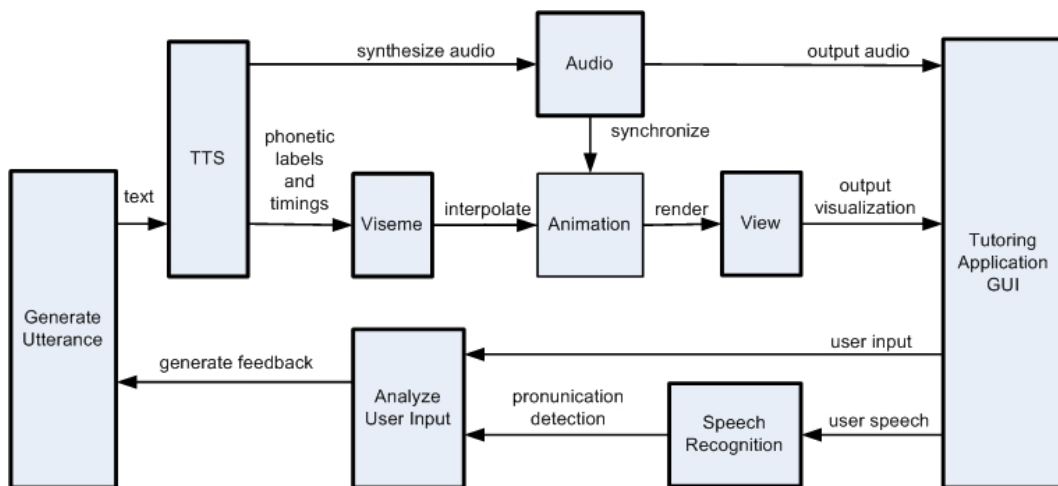 synthesize audio
Audio
output audio
synchronize
TTS
phonetic
labels
and
timings
text
Viseme
interpolate
Animation
render
View
output
visualization
Tutoring
Application
GUI
Generate
Utterance
generate feedback
Analyze
User Input
user input
pronunication
detection
Speech
Recognition
user speech